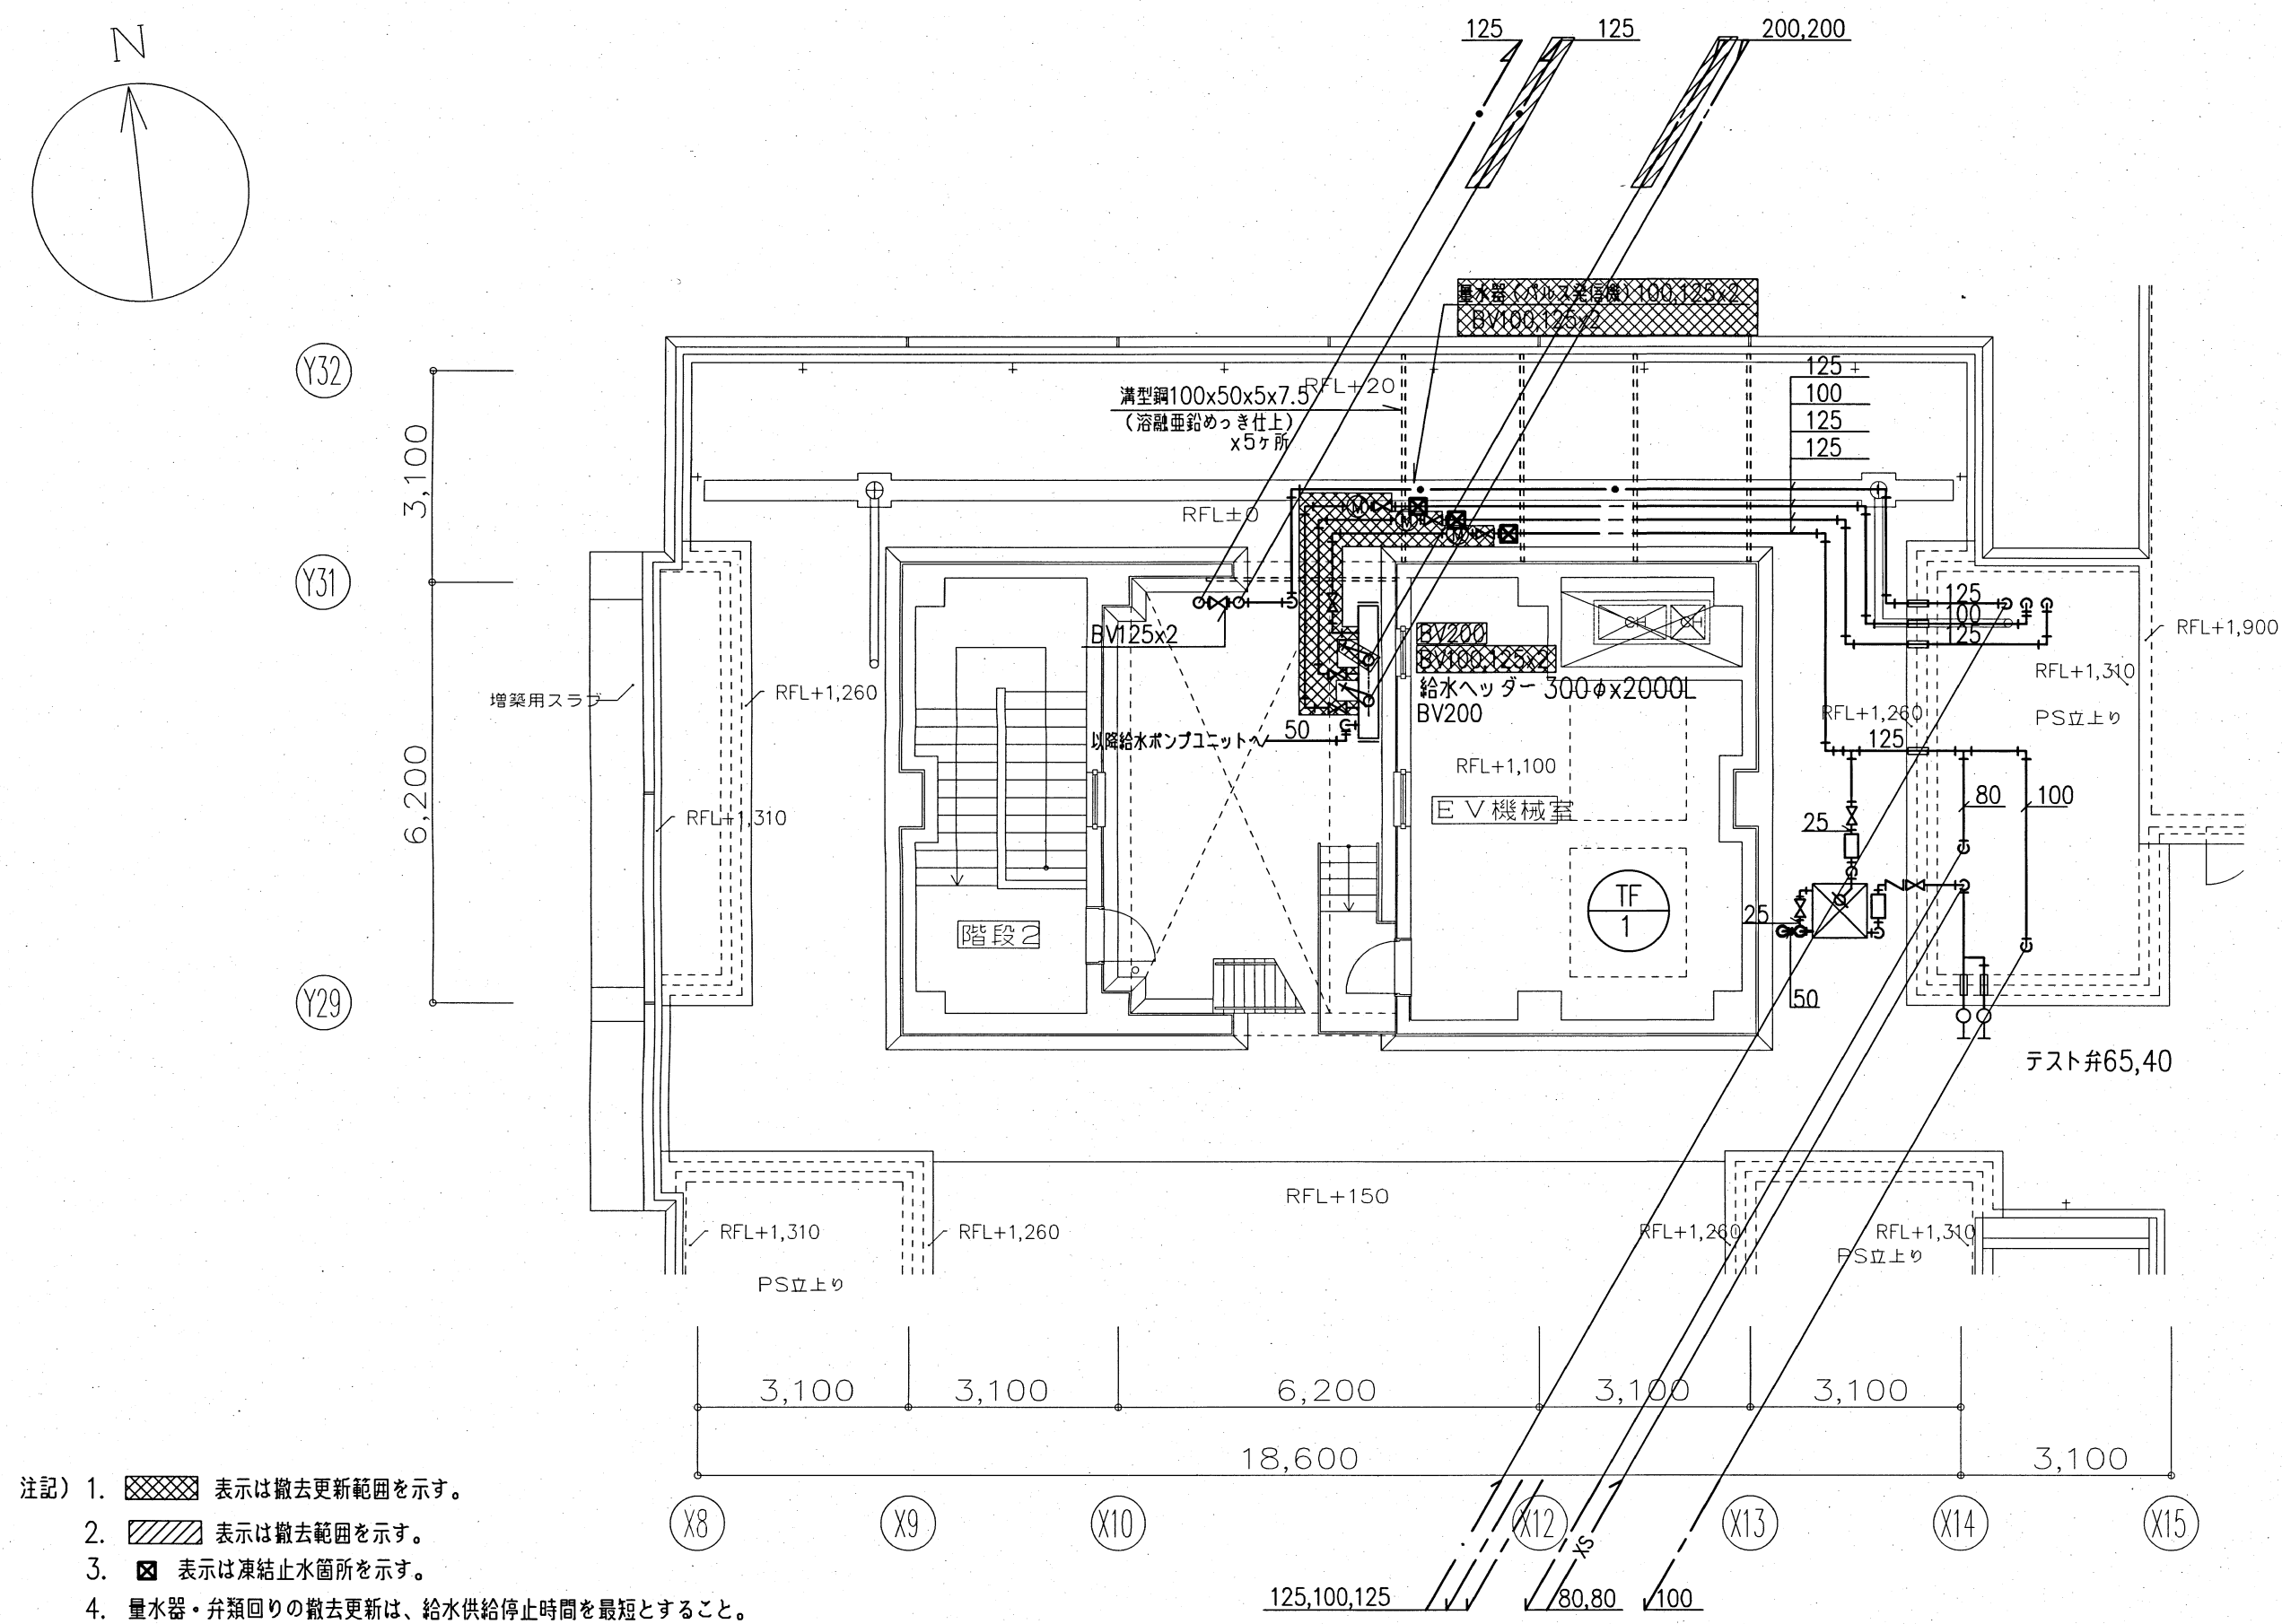 N
125
125
200,200
量水器(パルス発信機)100,125x2
BV100,125x2
Y32
RFL+20
溝型鋼100x50x5x7.5
(溶融亜鉛めっき仕上)
x5ヶ所
125
100
125
125
3,100
RFL±0
M
M
M
Y31
BV125x2
BV200
BV100,125x2
給水ヘッダー 300φx2000L
BV200
50
以降給水ポンプユニットへ
125
100
125
RFL+1,900
RFL+1,310
PS立上り
RFL+1,260
125
増築用スラブ
RFL+1,260
RFL+1,310
6,200
RFL+1,100
EV機械室
CH
CH
80
100
25
25
50
TF
1
階段2
Y29
テスト弁65,40
RFL+150
RFL+1,310
RFL+1,260
PS立上り
RFL+1,260
RFL+1,310
PS立上り
3,100
3,100
6,200
3,100
3,100
18,600
3,100
X8
X9
X10
X12
X13
X14
X15
XS
125,100,125
80,80
100
注記) 1. 表示は撤去更新範囲を示す。
2. 表示は撤去範囲を示す。
3. 表示は凍結止水箇所を示す。
4. 量水器・弁類回りの撤去更新は、給水供給停止時間を最短とすること。